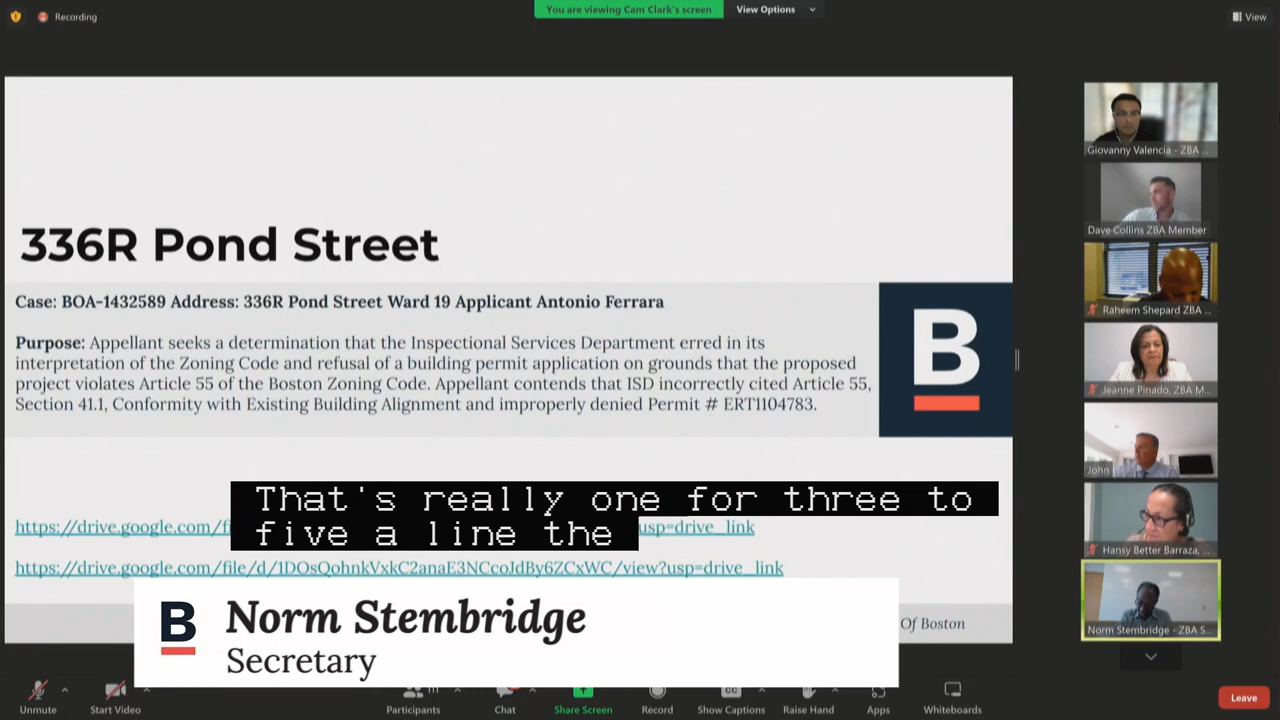 Recording
You are viewing Cam Clark's screen
View Options
View
336R Pond Street
Case: BOA-1432589 Address: 336R Pond Street Ward 19 Applicant Antonio Ferrara
Purpose: Appellant seeks a determination that the Inspectional Services Department erred in its
interpretation of the Zoning Code and refusal of a building permit application on grounds that the proposed
project violates Article 55 of the Boston Zoning Code. Appellant contends that ISD incorrectly cited Article 55,
Section 41.1, Conformity with Existing Building Alignment and improperly denied Permit # ERT1104783.
B
That's really one for three to
five a line the
https://drive.google.com/fi
usp=drive_link
https://drive.google.com/file/d/1DOsQohnkVxkC2anaE3NCcoJdBy6ZCxWC/view?usp=drive_link
Of Boston
B
Norm Stembridge
Secretary
Giovanny Valencia - ZBA ...
Dave Collins ZBA Member
Raheem Shepard ZBA ...
Jeanne Pinado, ZBA M...
John
Hansy Better Barraza, ...
Norm Stembridge - ZBA S...
Unmute
Start Video
Participants
Chat
Share Screen
Record
CC
Show Captions
Raise Hand
Apps
Whiteboards
Leave